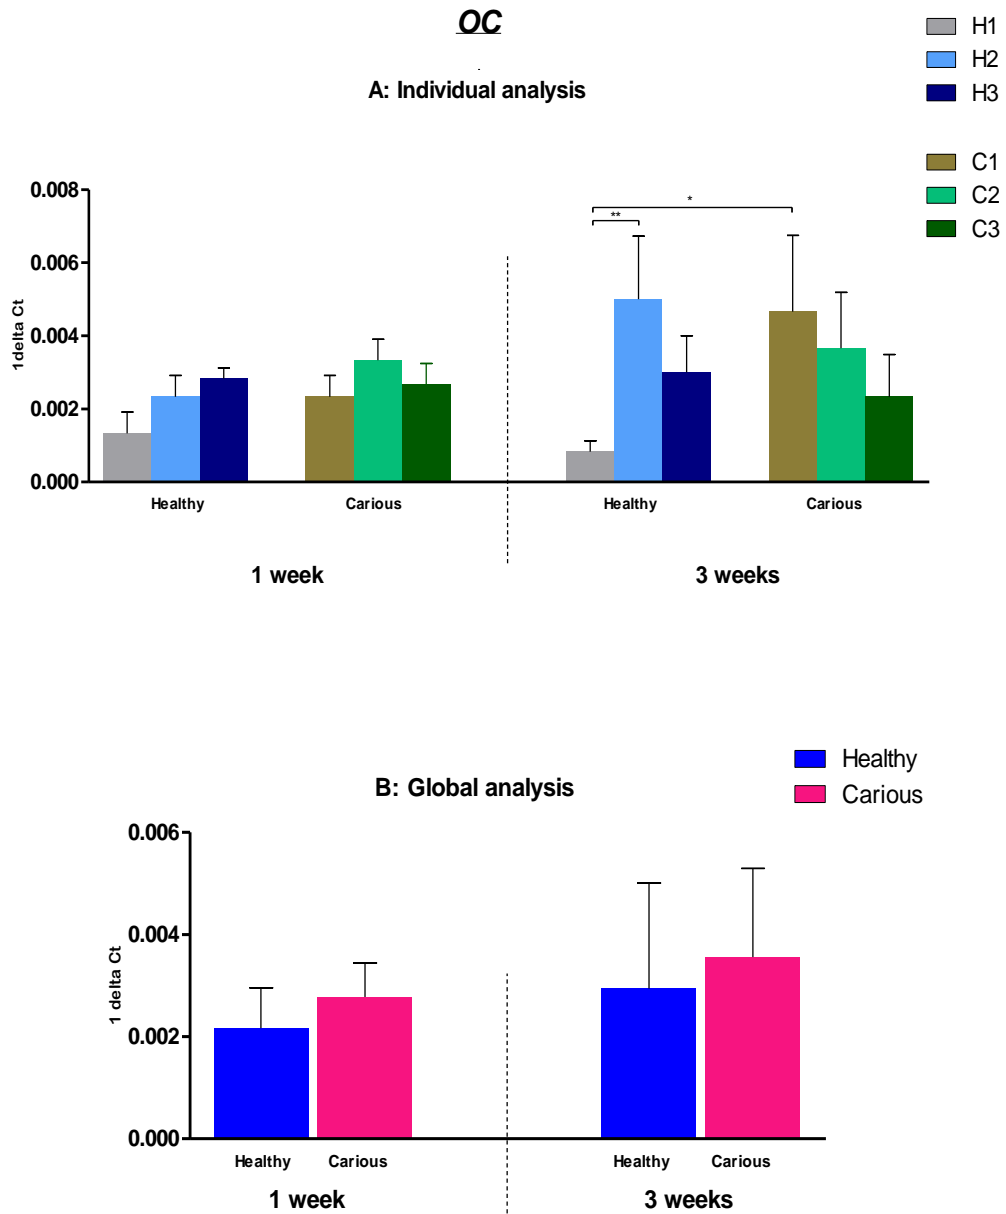 OC
A: Individual analysis
H1
H2
H3
C1
C2
C3
1delta Ct
0.008
0.006
0.004
0.002
0.000
*
**
Healthy
Carious
Healthy
Carious
1 week
3 weeks
B: Global analysis
Healthy
Carious
1 delta Ct
0.006
0.004
0.002
0.000
Healthy
Carious
Healthy
Carious
1 week
3 weeks